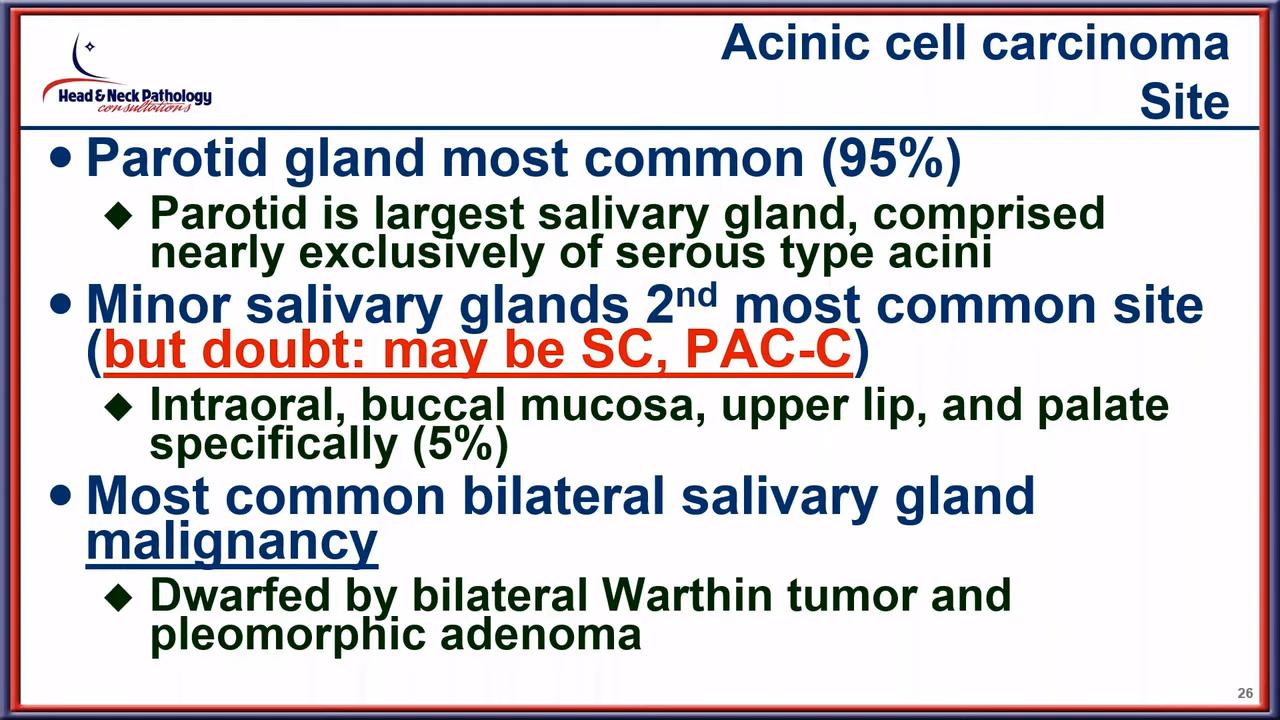 Head & Neck Pathology
consultations
Acinic cell carcinoma
Site
• Parotid gland most common (95%)
◆ Parotid is largest salivary gland, comprised
nearly exclusively of serous type acini
• Minor salivary glands 2nd most common site
(but doubt: may be SC, PAC-C)
◆ Intraoral, buccal mucosa, upper lip, and palate
specifically (5%)
• Most common bilateral salivary gland
malignancy
◆ Dwarfed by bilateral Warthin tumor and
pleomorphic adenoma
26